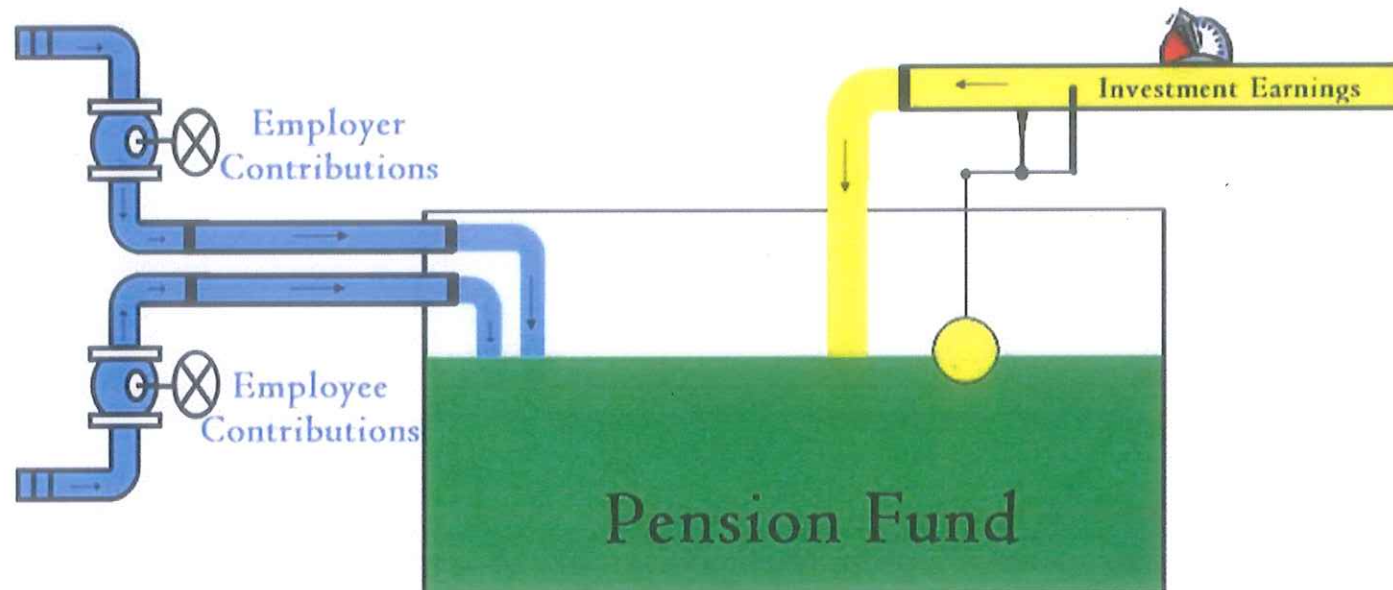 Employer
Contributions
Investment Earnings
Employee
Contributions
Pension Fund